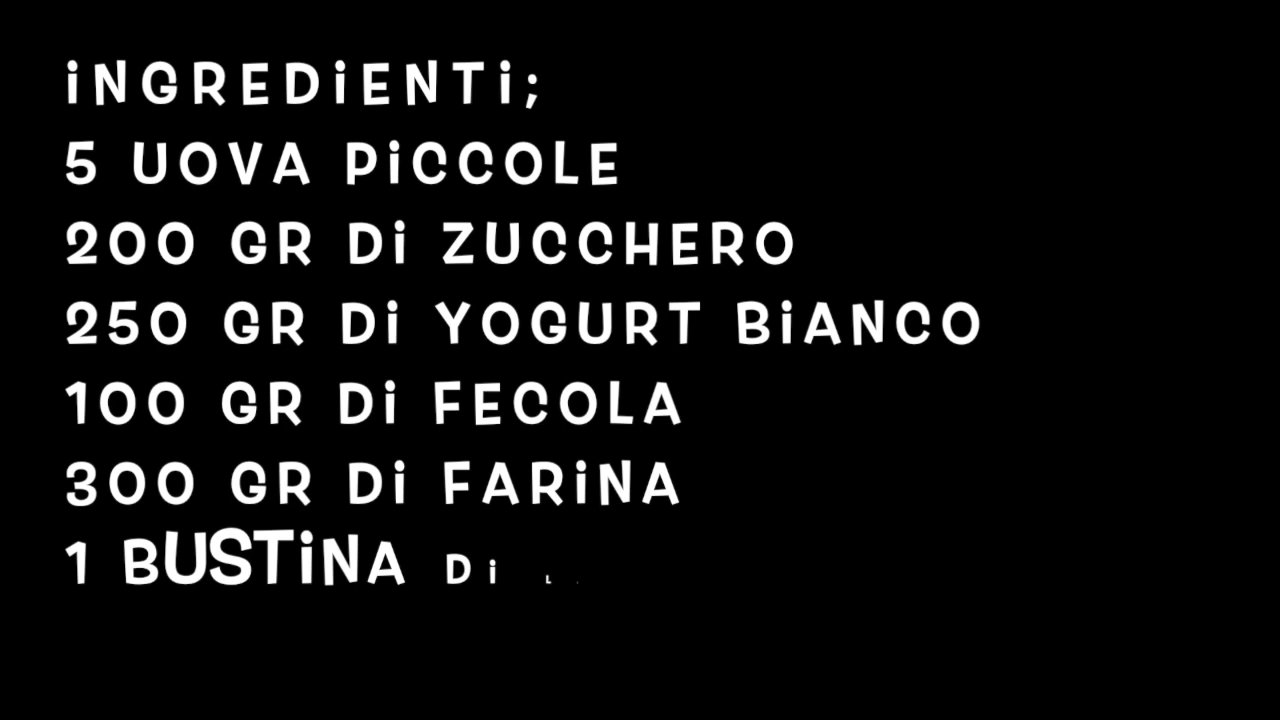 iNGREDiENTi;
5 UOVA PiCCOLE
200 GR Di ZUCCHERO
250 GR Di YOGURT BiANCO
100 GR Di FECOLA
300 GR Di FARiNA
1 BUSTiNA Di L